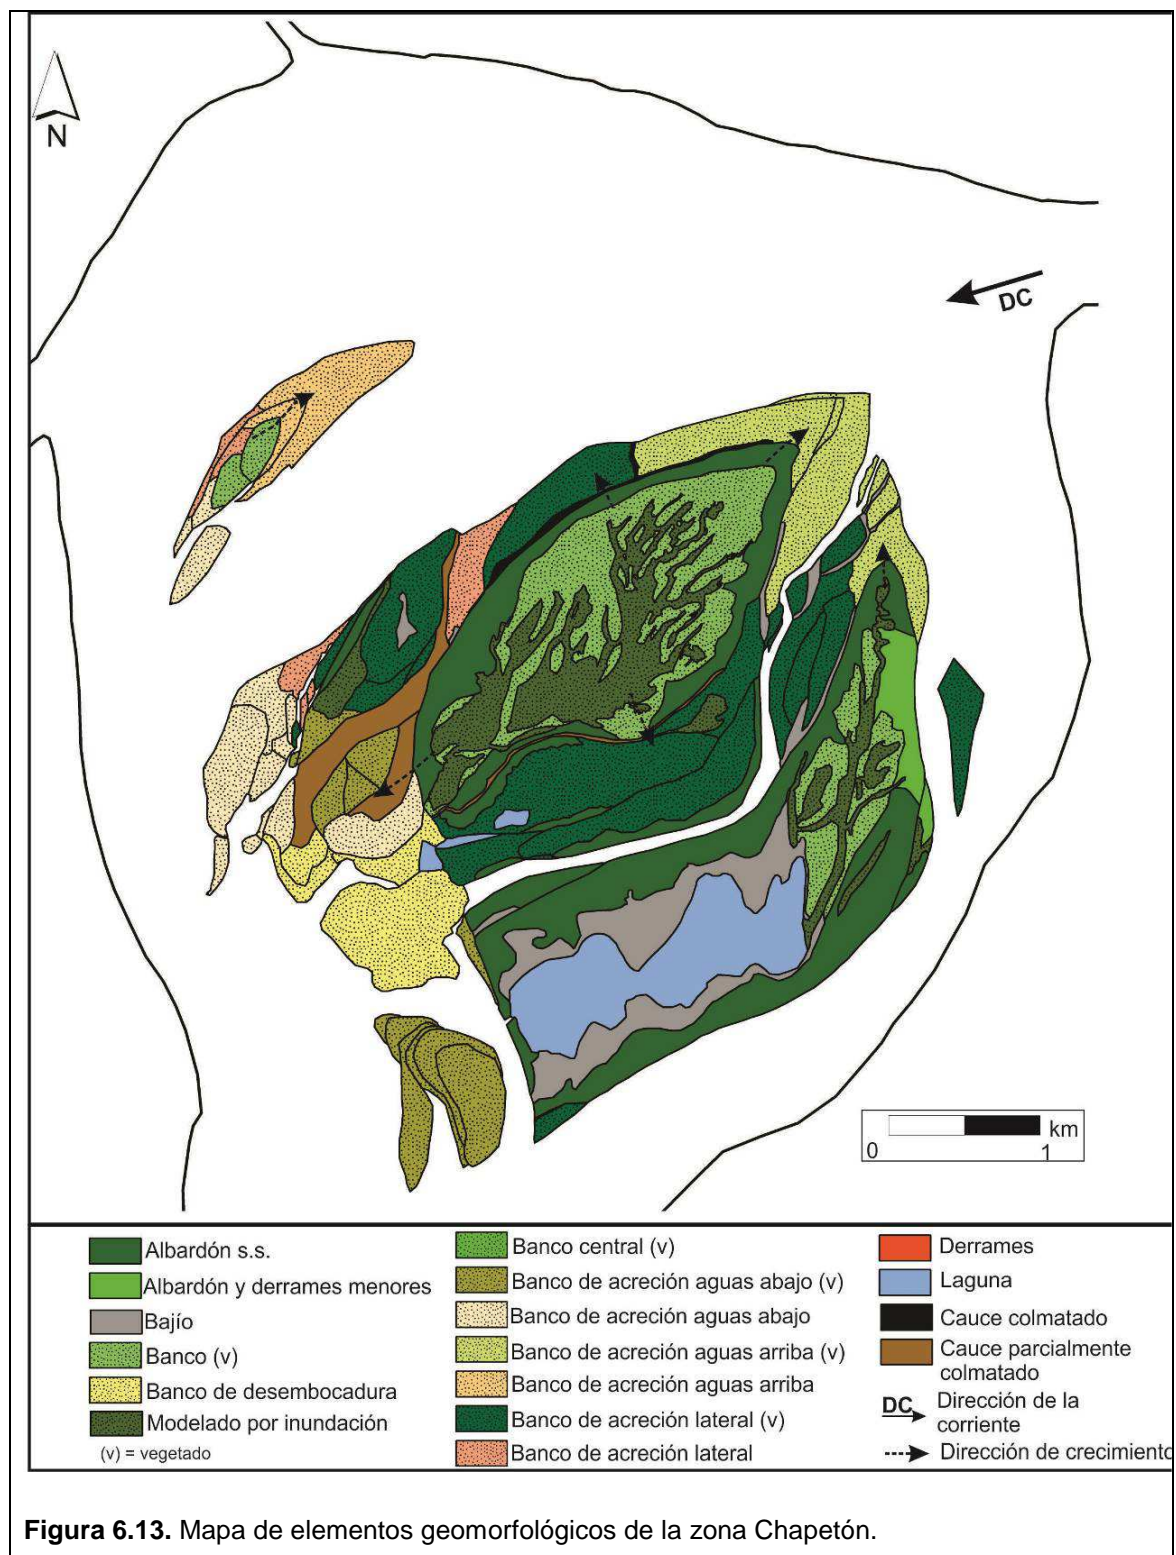 N
DC
km
0
1
Albardón s.s.
Albardón y derrames menores
Bajío
Banco (v)
Banco de desembocadura
Modelado por inundación
(v) = vegetado
Banco central (v)
Banco de acreción aguas abajo (v)
Banco de acreción aguas abajo
Banco de acreción aguas arriba (v)
Banco de acreción aguas arriba
Banco de acreción lateral (v)
Banco de acreción lateral
Derrames
Laguna
Cauce colmatado
Cauce parcialmente
colmatado
DC Dirección de la
corriente
Dirección de crecimiento
Figura 6.13. Mapa de elementos geomorfológicos de la zona Chapetón.